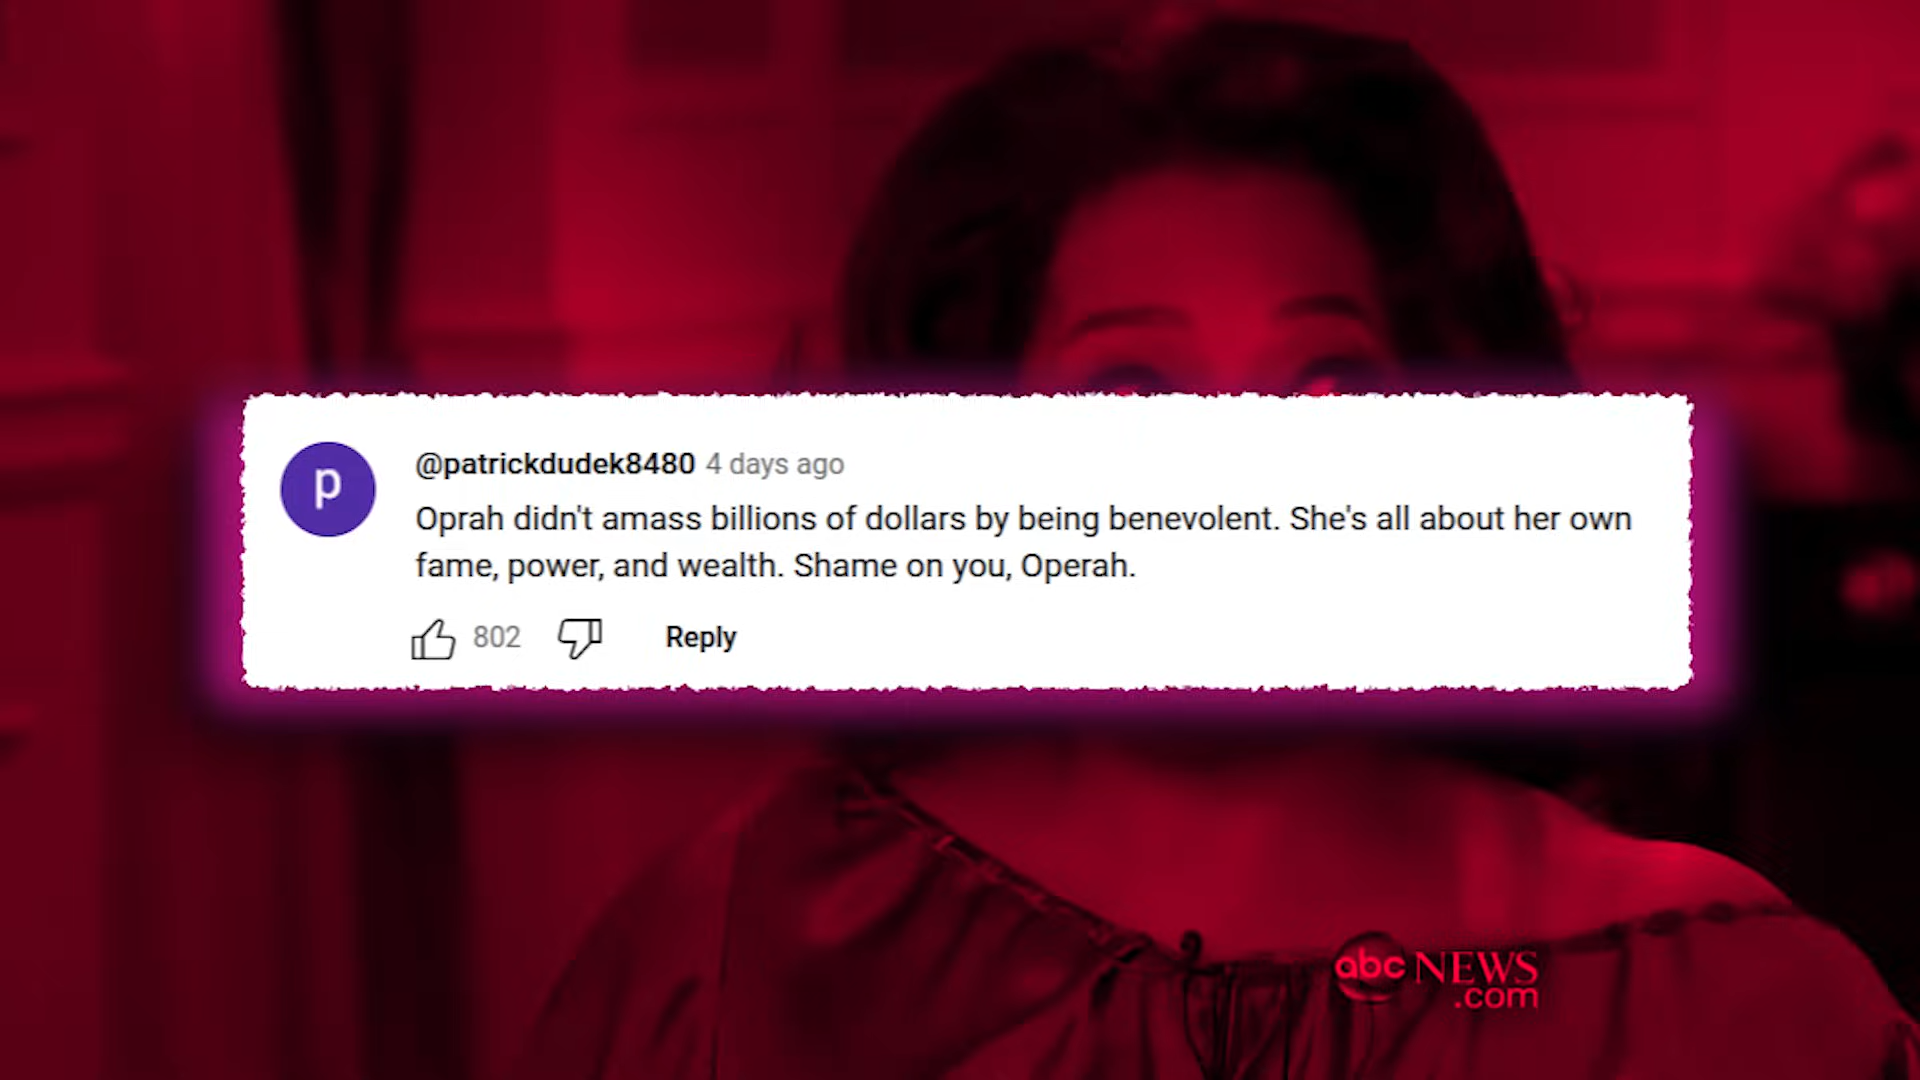 P
@patrickdudek8480 4 days ago
Oprah didn't amass billions of dollars by being benevolent. She's all about her own
fame, power, and wealth. Shame on you, Operah.
802 Reply
abc NEWS
.com